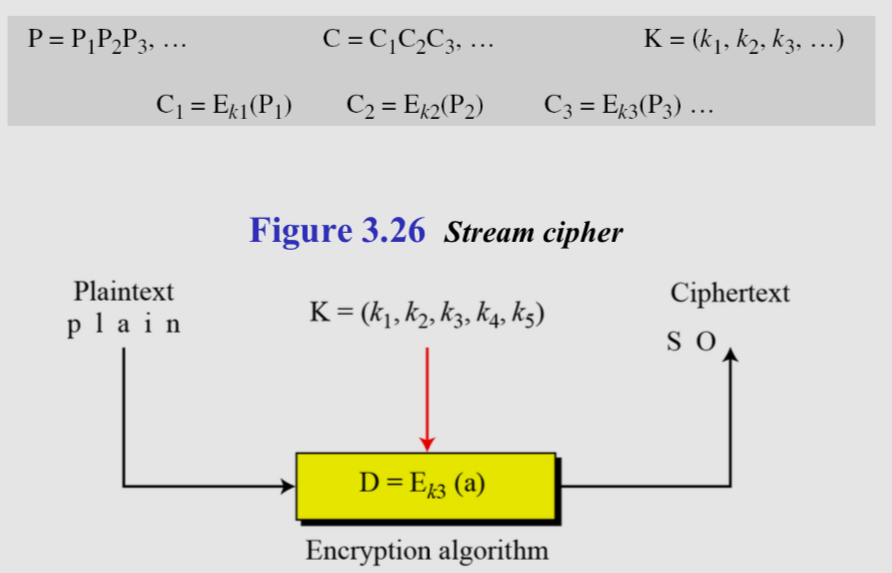 P = P₁P₂P₃, … C = C₁C₂C₃, … K = (k₁, k₂, k₃, …)
C₁ = Eₖ₁(P₁) C₂ = Eₖ₂(P₂) C₃ = Eₖ₃(P₃) …
Figure 3.26 Stream cipher
Plaintext
p l a i n
K = (k₁, k₂, k₃, k₄, k₅)
Ciphertext
S O
D = Eₖ₃ (a)
Encryption algorithm